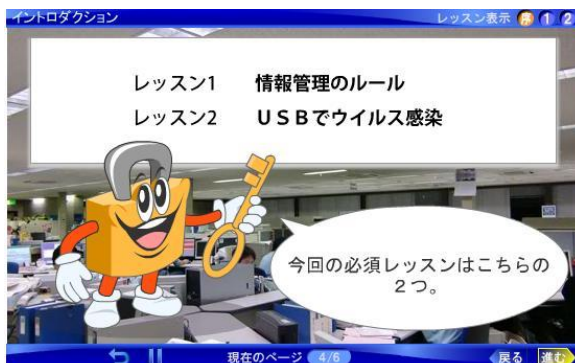 イントロダクション
レッスン表示 序 1 2
レッスン1 情報管理のルール
レッスン2 ＵＳＢでウイルス感染
今回の必須レッスンはこちらの
２つ。
現在のページ 4/6
戻る 進む